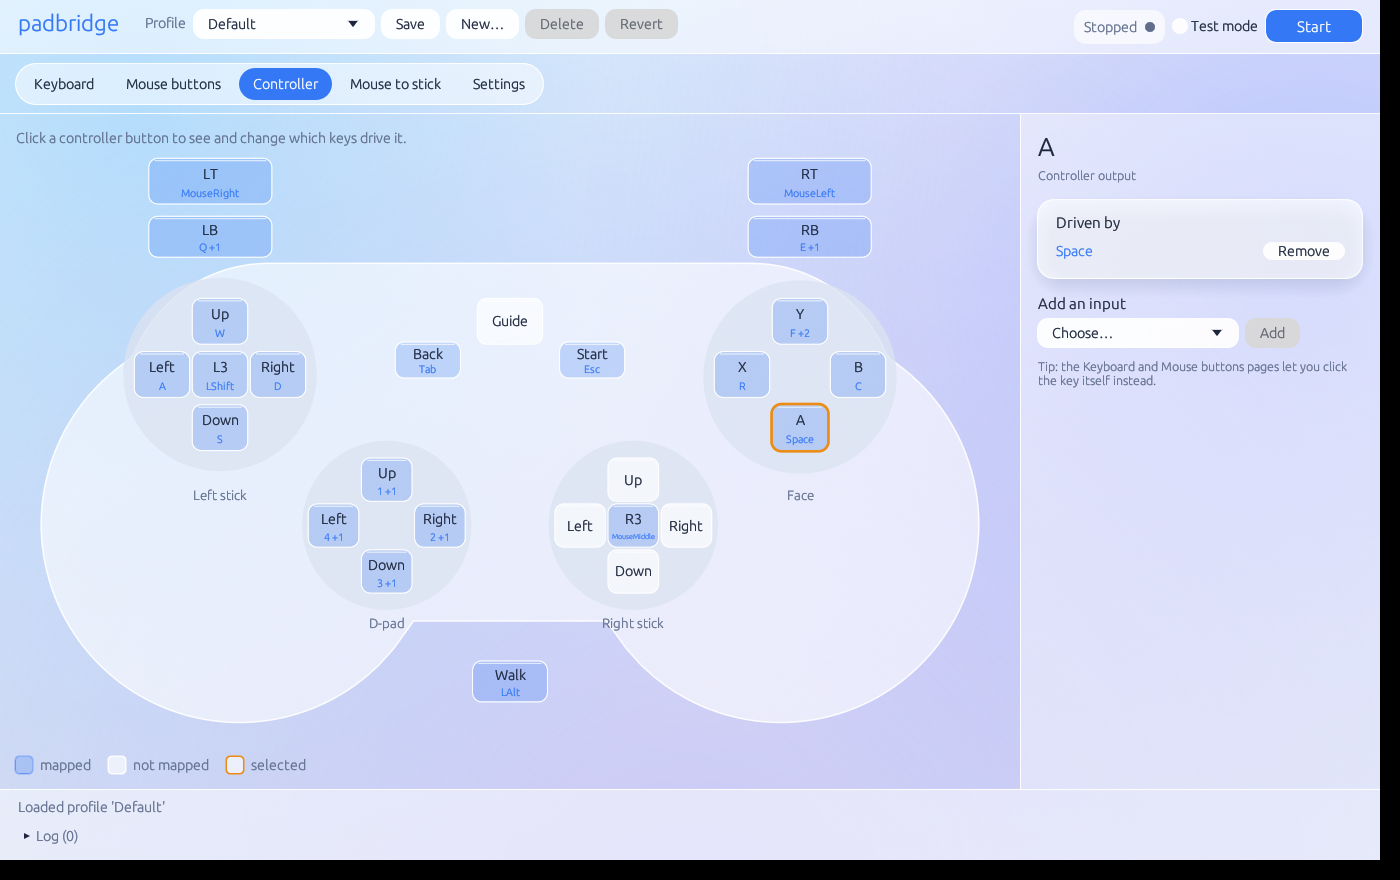 padbridge
Profile Default Save New... Delete Revert Stopped Test mode Start
Keyboard Mouse buttons Controller Mouse to stick Settings
Click a controller button to see and change which keys drive it.
LT
MouseRight
RT
MouseLeft
LB
Q +1
RB
E +1
Up
W
Left
A
L3
LShift
Right
D
Down
S
Left stick
Guide
Back
Tab
Start
Esc
Y
F +2
X
R
B
C
A
Space
Face
Up
1 +1
Left
4 +1
Right
2 +1
Down
3 +1
D-pad
Up
Left
R3
MouseMiddle
Right
Down
Right stick
Walk
LAlt
mapped not mapped selected
A
Controller output
Driven by
Space Remove
Add an input
Choose... Add
Tip: the Keyboard and Mouse buttons pages let you click
the key itself instead.
Loaded profile 'Default'
Log (0)